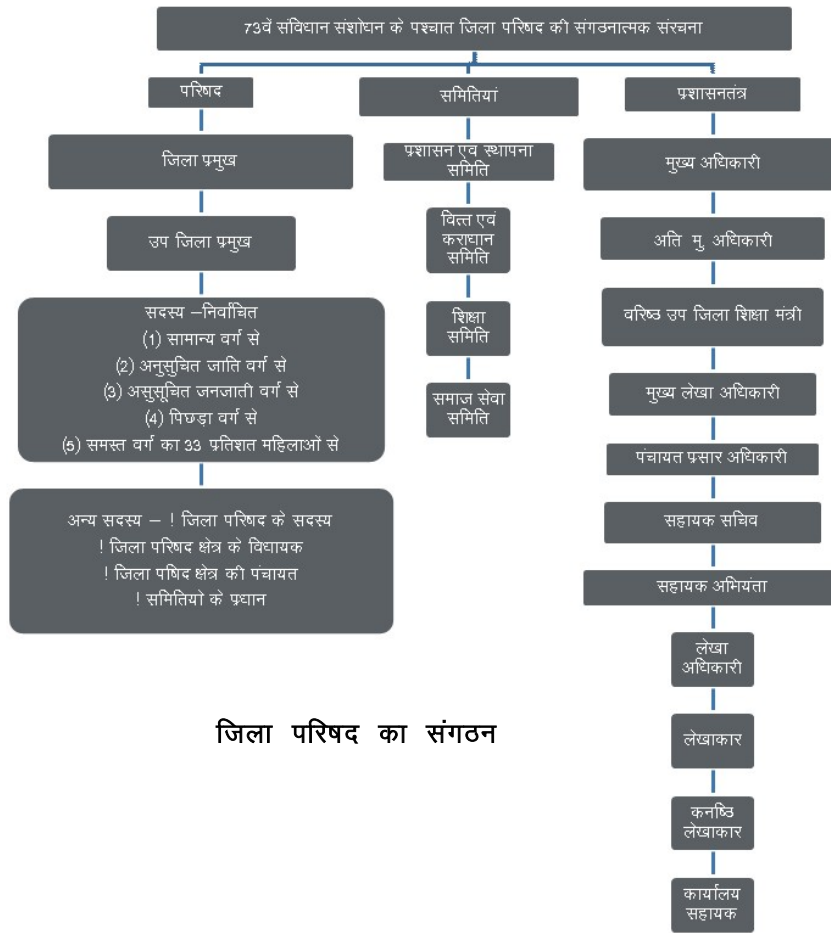 73वें संविधान संशोधन के पश्चात जिला परिषद की संगठनात्मक संरचना
परिषद
जिला प्रमुख
उप जिला प्रमुख
सदस्य –निर्वाचित
(1) सामान्य वर्ग से
(2) अनुसुचित जाति वर्ग से
(3) असुसूचित जनजाती वर्ग से
(4) पिछड़ा वर्ग से
(5) समस्त वर्ग का 33 प्रतिशत महिलाओं से
अन्य सदस्य – ! जिला परिषद के सदस्य
! जिला परिषद क्षेत्र के विधायक
! जिला पषिद क्षेत्र की पंचायत
! समितियो के प्रधान
समितियां
प्रशासन एव स्थापना
समिति
वित्त एवं
कराधान
समिति
शिक्षा
समिति
समाज सेवा
समिति
प्रशासनतंत्र
मुख्य अधिकारी
अति मु. अधिकारी
वरिष्ठ उप जिला शिक्षा मंत्री
मुख्य लेखा अधिकारी
पंचायत प्रसार अधिकारी
सहायक सचिव
सहायक अभियंता
लेखा
अधिकारी
लेखाकार
कनष्ठि
लेखाकार
कार्यालय
सहायक
जिला परिषद का संगठन